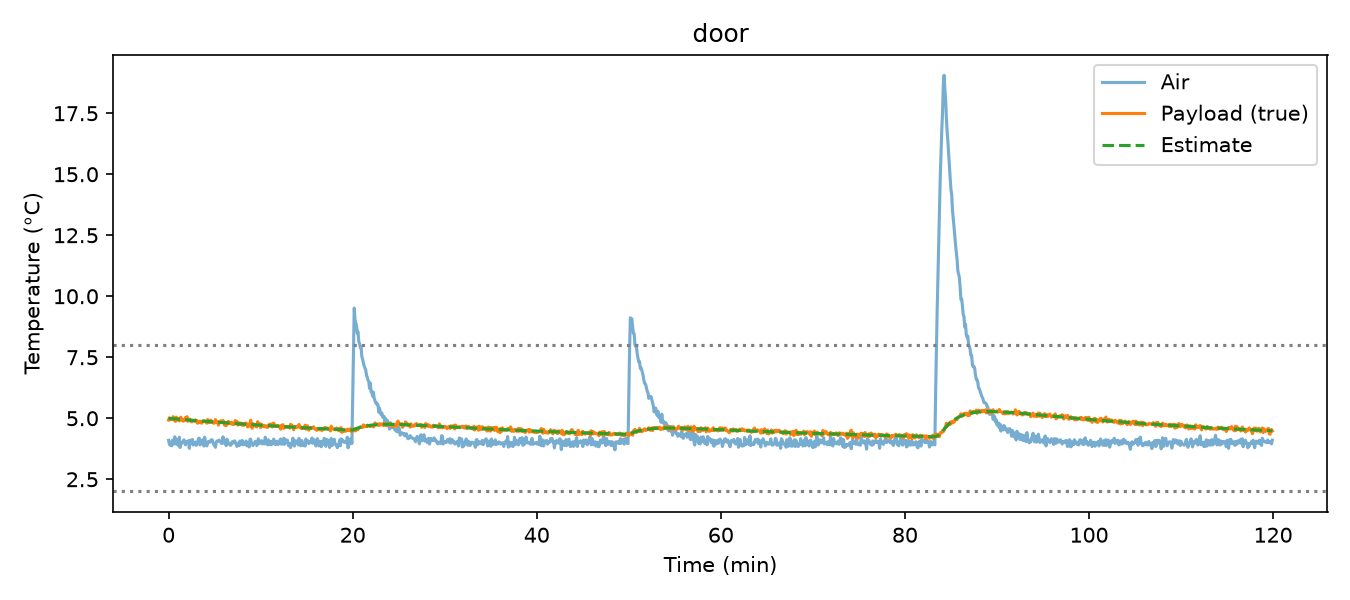 door
Temperature (°C)
17.5
15.0
12.5
10.0
7.5
5.0
2.5
Air
Payload (true)
Estimate
0 20 40 60 80 100 120
Time (min)